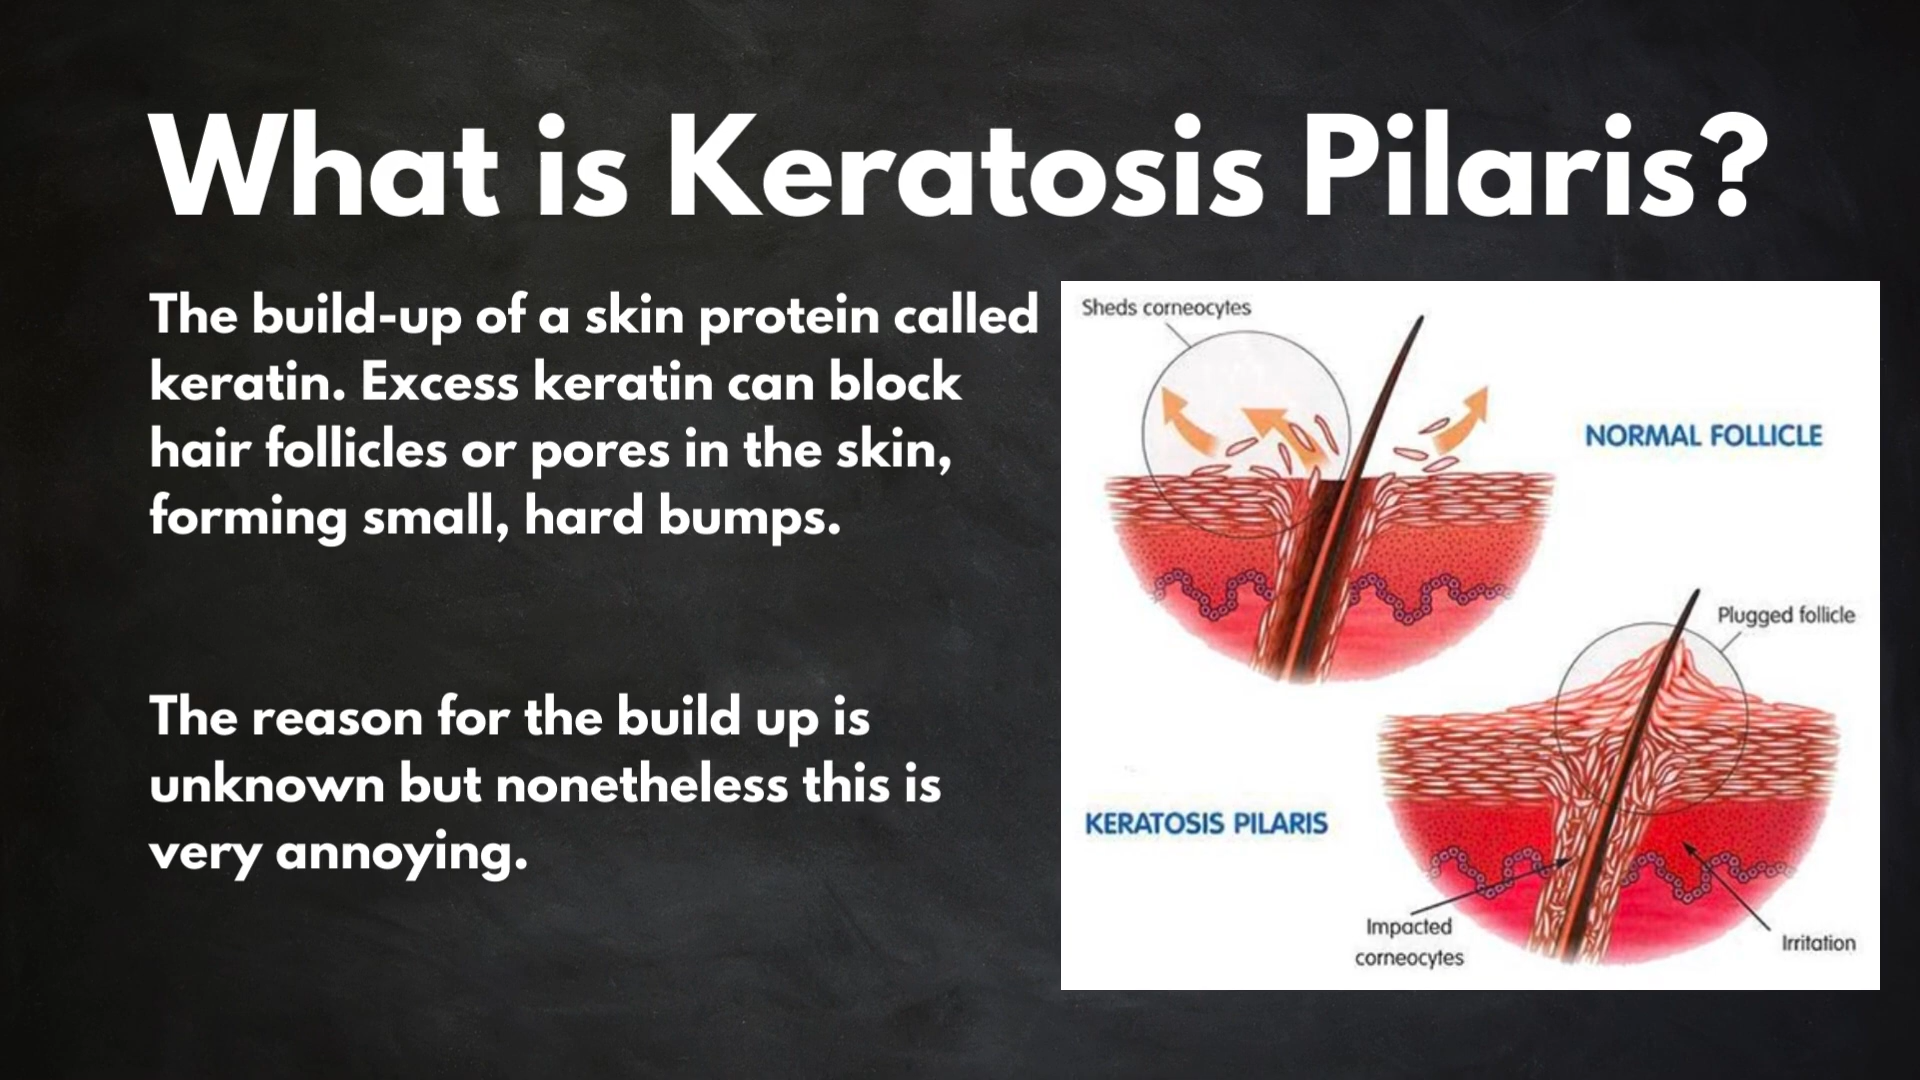 What is Keratosis Pilaris?
The build-up of a skin protein called
keratin. Excess keratin can block
hair follicles or pores in the skin,
forming small, hard bumps.
The reason for the build up is
unknown but nonetheless this is
very annoying.
Sheds corneocytes
NORMAL FOLLICLE
Plugged follicle
KERATOSIS PILARIS
Impacted
corneocytes
Irritation